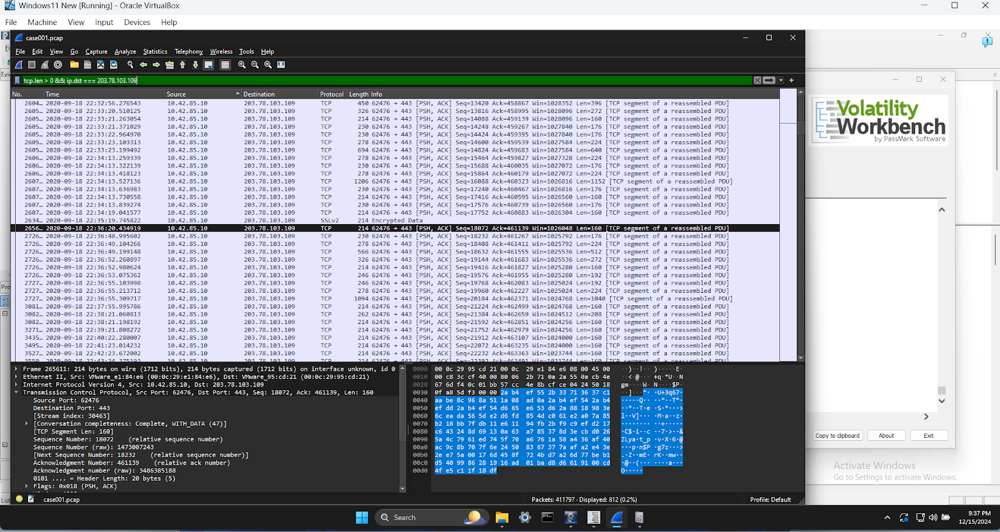 Windows11 New [Running] - Oracle VirtualBox
File Machine View Input Devices Help
case001.pcap
File Edit View Go Capture Analyze Statistics Telephony Wireless Tools Help
tcp.len > 0 && ip.dst === 203.78.103.109
No. Time Source Destination Protocol Length Info
2604… 2020-09-18 22:32:56.276543 10.42.85.10 203.78.103.109 TCP 450 62476 → 443 [PSH, ACK] Seq=13420 Ack=458867 Win=1028352 Len=396 [TCP segment of a reassembled PDU]
2605… 2020-09-18 22:33:20.510125 10.42.85.10 203.78.103.109 TCP 326 62476 → 443 [PSH, ACK] Seq=13816 Ack=458995 Win=1028096 Len=272 [TCP segment of a reassembled PDU]
2605… 2020-09-18 22:33:21.263054 10.42.85.10 203.78.103.109 TCP 214 62476 → 443 [PSH, ACK] Seq=14088 Ack=459139 Win=1028096 Len=160 [TCP segment of a reassembled PDU]
2605… 2020-09-18 22:33:21.371029 10.42.85.10 203.78.103.109 TCP 230 62476 → 443 [PSH, ACK] Seq=14248 Ack=459267 Win=1027840 Len=176 [TCP segment of a reassembled PDU]
2605… 2020-09-18 22:33:22.964970 10.42.85.10 203.78.103.109 TCP 230 62476 → 443 [PSH, ACK] Seq=14424 Ack=459395 Win=1027840 Len=176 [TCP segment of a reassembled PDU]
2605… 2020-09-18 22:33:23.103313 10.42.85.10 203.78.103.109 TCP 278 62476 → 443 [PSH, ACK] Seq=14600 Ack=459539 Win=1027584 Len=224 [TCP segment of a reassembled PDU]
2605… 2020-09-18 22:33:23.199492 10.42.85.10 203.78.103.109 TCP 694 62476 → 443 [PSH, ACK] Seq=14824 Ack=459683 Win=1027584 Len=640 [TCP segment of a reassembled PDU]
2606… 2020-09-18 22:34:13.259339 10.42.85.10 203.78.103.109 TCP 278 62476 → 443 [PSH, ACK] Seq=15464 Ack=459827 Win=1027328 Len=224 [TCP segment of a reassembled PDU]
2606… 2020-09-18 22:34:13.322139 10.42.85.10 203.78.103.109 TCP 230 62476 → 443 [PSH, ACK] Seq=15688 Ack=460035 Win=1027072 Len=176 [TCP segment of a reassembled PDU]
2606… 2020-09-18 22:34:13.418123 10.42.85.10 203.78.103.109 TCP 278 62476 → 443 [PSH, ACK] Seq=15864 Ack=460179 Win=1027072 Len=224 [TCP segment of a reassembled PDU]
2607… 2020-09-18 22:34:13.527136 10.42.85.10 203.78.103.109 TCP 1206 62476 → 443 [PSH, ACK] Seq=16088 Ack=460323 Win=1026816 Len=1152 [TCP segment of a reassembled PDU]
2607… 2020-09-18 22:34:13.636983 10.42.85.10 203.78.103.109 TCP 230 62476 → 443 [PSH, ACK] Seq=17240 Ack=460467 Win=1026816 Len=176 [TCP segment of a reassembled PDU]
2607… 2020-09-18 22:34:13.730558 10.42.85.10 203.78.103.109 TCP 214 62476 → 443 [PSH, ACK] Seq=17416 Ack=460595 Win=1026560 Len=160 [TCP segment of a reassembled PDU]
2607… 2020-09-18 22:34:13.839274 10.42.85.10 203.78.103.109 TCP 230 62476 → 443 [PSH, ACK] Seq=17576 Ack=460739 Win=1026560 Len=176 [TCP segment of a reassembled PDU]
2607… 2020-09-18 22:34:19.041577 10.42.85.10 203.78.103.109 TCP 214 62476 → 443 [PSH, ACK] Seq=17752 Ack=460883 Win=1026304 Len=160 [TCP segment of a reassembled PDU]
2634… 2020-09-18 22:35:19.745822 10.42.85.10 203.78.103.109 SSLv2 214 Encrypted Data
2656… 2020-09-18 22:36:20.434919 10.42.85.10 203.78.103.109 TCP 214 62476 → 443 [PSH, ACK] Seq=18072 Ack=461139 Win=1026048 Len=160 [TCP segment of a reassembled PDU]
2726… 2020-09-18 22:36:48.995602 10.42.85.10 203.78.103.109 TCP 230 62476 → 443 [PSH, ACK] Seq=18232 Ack=461267 Win=1025792 Len=176 [TCP segment of a reassembled PDU]
2726… 2020-09-18 22:36:49.104266 10.42.85.10 203.78.103.109 TCP 278 62476 → 443 [PSH, ACK] Seq=18408 Ack=461411 Win=1025792 Len=224 [TCP segment of a reassembled PDU]
2726… 2020-09-18 22:36:49.199148 10.42.85.10 203.78.103.109 TCP 566 62476 → 443 [PSH, ACK] Seq=18632 Ack=461555 Win=1025536 Len=512 [TCP segment of a reassembled PDU]
2726… 2020-09-18 22:36:52.260897 10.42.85.10 203.78.103.109 TCP 326 62476 → 443 [PSH, ACK] Seq=19144 Ack=461683 Win=1025536 Len=272 [TCP segment of a reassembled PDU]
2726… 2020-09-18 22:36:52.980624 10.42.85.10 203.78.103.109 TCP 214 62476 → 443 [PSH, ACK] Seq=19416 Ack=461827 Win=1025280 Len=160 [TCP segment of a reassembled PDU]
2726… 2020-09-18 22:36:53.075362 10.42.85.10 203.78.103.109 TCP 246 62476 → 443 [PSH, ACK] Seq=19576 Ack=461955 Win=1025280 Len=192 [TCP segment of a reassembled PDU]
2727… 2020-09-18 22:36:55.103998 10.42.85.10 203.78.103.109 TCP 246 62476 → 443 [PSH, ACK] Seq=19768 Ack=462083 Win=1025024 Len=192 [TCP segment of a reassembled PDU]
2727… 2020-09-18 22:36:55.213712 10.42.85.10 203.78.103.109 TCP 278 62476 → 443 [PSH, ACK] Seq=19960 Ack=462227 Win=1025024 Len=224 [TCP segment of a reassembled PDU]
2727… 2020-09-18 22:36:55.309717 10.42.85.10 203.78.103.109 TCP 1094 62476 → 443 [PSH, ACK] Seq=20184 Ack=462371 Win=1024768 Len=1040 [TCP segment of a reassembled PDU]
3081… 2020-09-18 22:37:55.995786 10.42.85.10 203.78.103.109 TCP 214 62476 → 443 [PSH, ACK] Seq=21224 Ack=462499 Win=1024768 Len=160 [TCP segment of a reassembled PDU]
3082… 2020-09-18 22:38:21.060813 10.42.85.10 203.78.103.109 TCP 262 62476 → 443 [PSH, ACK] Seq=21384 Ack=462659 Win=1024512 Len=208 [TCP segment of a reassembled PDU]
3082… 2020-09-18 22:38:21.198192 10.42.85.10 203.78.103.109 TCP 214 62476 → 443 [PSH, ACK] Seq=21592 Ack=462851 Win=1024256 Len=160 [TCP segment of a reassembled PDU]
3271… 2020-09-18 22:39:21.808272 10.42.85.10 203.78.103.109 TCP 214 62476 → 443 [PSH, ACK] Seq=21752 Ack=462979 Win=1024256 Len=160 [TCP segment of a reassembled PDU]
3435… 2020-09-18 22:40:22.280007 10.42.85.10 203.78.103.109 TCP 214 62476 → 443 [PSH, ACK] Seq=21912 Ack=463107 Win=1024000 Len=160 [TCP segment of a reassembled PDU]
3495… 2020-09-18 22:41:23.014232 10.42.85.10 203.78.103.109 TCP 214 62476 → 443 [PSH, ACK] Seq=22072 Ack=463235 Win=1024000 Len=160 [TCP segment of a reassembled PDU]
3527… 2020-09-18 22:42:23.672002 10.42.85.10 203.78.103.109 TCP 214 62476 → 443 [PSH, ACK] Seq=22232 Ack=463363 Win=1023744 Len=160 [TCP segment of a reassembled PDU]
3550… 2020-09-18 22:43:24.375193 10.42.85.10 203.78.103.109 TCP 214 62476 → 443 [PSH, ACK] Seq=22392 Ack=463491 Win=1023744 Len=160 [TCP segment of a reassembled PDU]
Frame 265611: 214 bytes on wire (1712 bits), 214 bytes captured (1712 bits) on interface unknown, id 0
Ethernet II, Src: VMware_e1:84:e6 (00:0c:29:e1:84:e6), Dst: VMware_95:cd:21 (00:0c:29:95:cd:21)
Internet Protocol Version 4, Src: 10.42.85.10, Dst: 203.78.103.109
Transmission Control Protocol, Src Port: 62476, Dst Port: 443, Seq: 18072, Ack: 461139, Len: 160
Source Port: 62476
Destination Port: 443
[Stream index: 30463]
[Conversation completeness: Complete, WITH_DATA (47)]
[TCP Segment Len: 160]
Sequence Number: 18072 (relative sequence number)
Sequence Number (raw): 1473007243
[Next Sequence Number: 18232 (relative sequence number)]
Acknowledgment Number: 461139 (relative ack number)
Acknowledgment number (raw): 3486385188
0101 .... = Header Length: 20 bytes (5)
Flags: 0x018 (PSH, ACK)
0000 00 0c 29 95 cd 21 00 0c 29 e1 84 e6 08 00 45 00
0010 00 c8 3c cf 40 00 80 06 2b 71 0a 2a 55 0a cb 4e
0020 67 6d f4 0c 01 bb 57 cc 4e 8b cf ce 04 24 50 18
0030 0f a8 5d f3 00 00 2a b4 ef 55 2b 33 71 36 37 c1
0040 aa be 8c 96 8a 51 1a 08 ad 0a 2a b4 ef 54 2a b4
0050 ef dd 2a b4 ef 54 d6 65 e6 53 d6 2a 88 18 98 3e
0060 6c ea da 56 5d e2 d6 fd 85 4d c0 61 e2 a0 7a 85
0070 b2 18 bb 7f db 11 e6 11 94 fb 2b f9 c9 ef d2 17
0080 c6 43 24 8d 69 13 0a 63 a7 85 37 8d 3e cb d0 26
0090 5a 4c 79 61 ed 74 5f 70 a6 76 1a 58 a4 36 af 40
00a0 ac 9c 8b 70 7f 6e 24 50 83 67 37 7a af a2 e4 3e
00b0 2e e7 5a 00 17 6d 45 8f 72 4b d7 a2 6d 77 be b1
00c0 d5 40 99 86 28 19 16 ad 01 ba d8 d6 61 91 00 cd
00d0 4f e5 c1 1f 18 df
case001.pcap
Packets: 411797 · Displayed: 812 (0.2%)
Profile: Default
Volatility
Workbench
by PassMark Software
Copy to clipboard About Exit
Activate Windows
Go to Settings to activate Windows.
Search
9:37 PM
12/15/2024